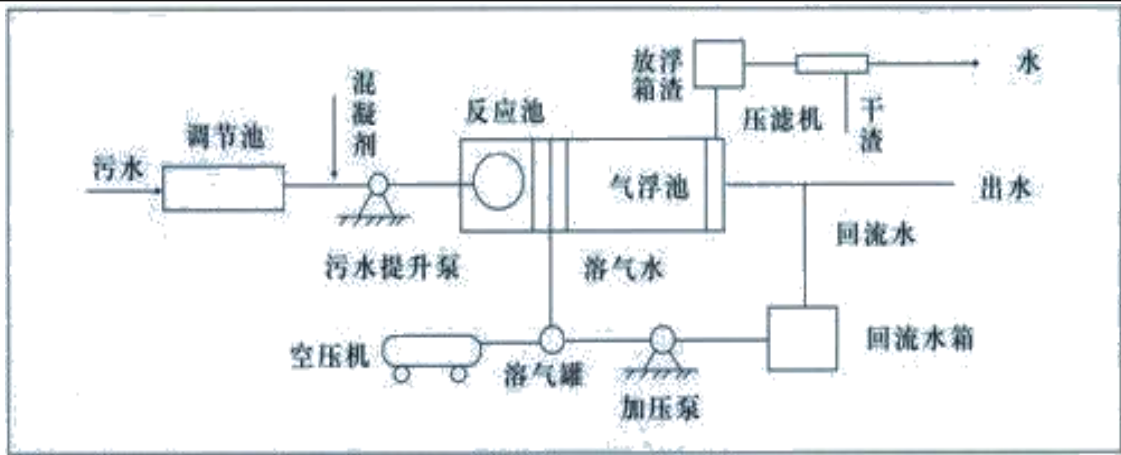 放浮
箱渣
水
混凝剂
反应池
压滤机
干渣
调节池
污水
气浮池
出水
回流水
污水提升泵
溶气水
空压机
溶气罐
回流水箱
加压泵